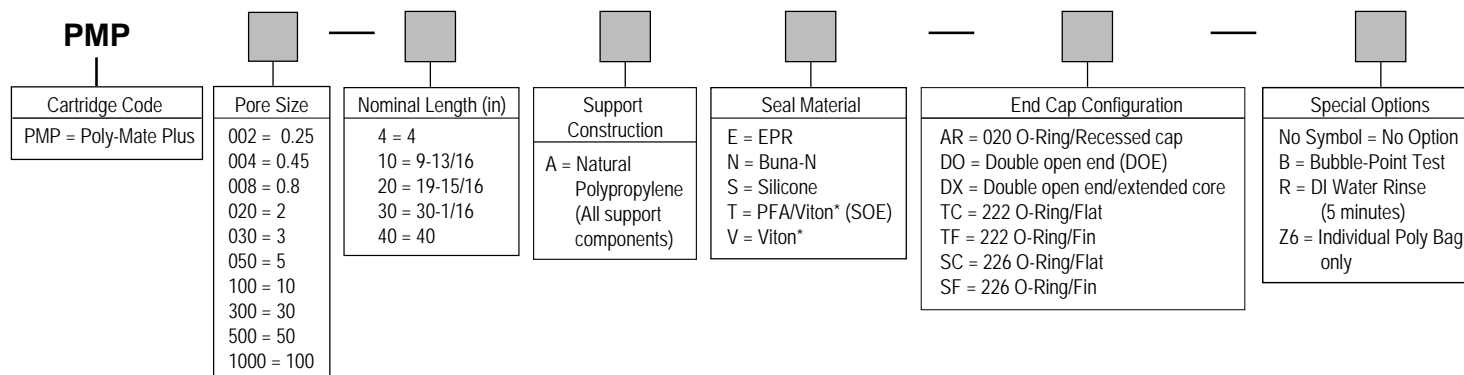 PMP
Cartridge Code
PMP = Poly-Mate Plus
Pore Size
002 = 0.25
004 = 0.45
008 = 0.8
020 = 2
030 = 3
050 = 5
100 = 10
300 = 30
500 = 50
1000 = 100
Nominal Length (in)
4 = 4
10 = 9-13/16
20 = 19-15/16
30 = 30-1/16
40 = 40
Support
Construction
A = Natural
Polypropylene
(All support
components)
Seal Material
E = EPR
N = Buna-N
S = Silicone
T = PFA/Viton* (SOE)
V = Viton*
End Cap Configuration
AR = 020 O-Ring/Recessed cap
DO = Double open end (DOE)
DX = Double open end/extended core
TC = 222 O-Ring/Flat
TF = 222 O-Ring/Fin
SC = 226 O-Ring/Flat
SF = 226 O-Ring/Fin
Special Options
No Symbol = No Option
B = Bubble-Point Test
R = DI Water Rinse
(5 minutes)
Z6 = Individual Poly Bag
only